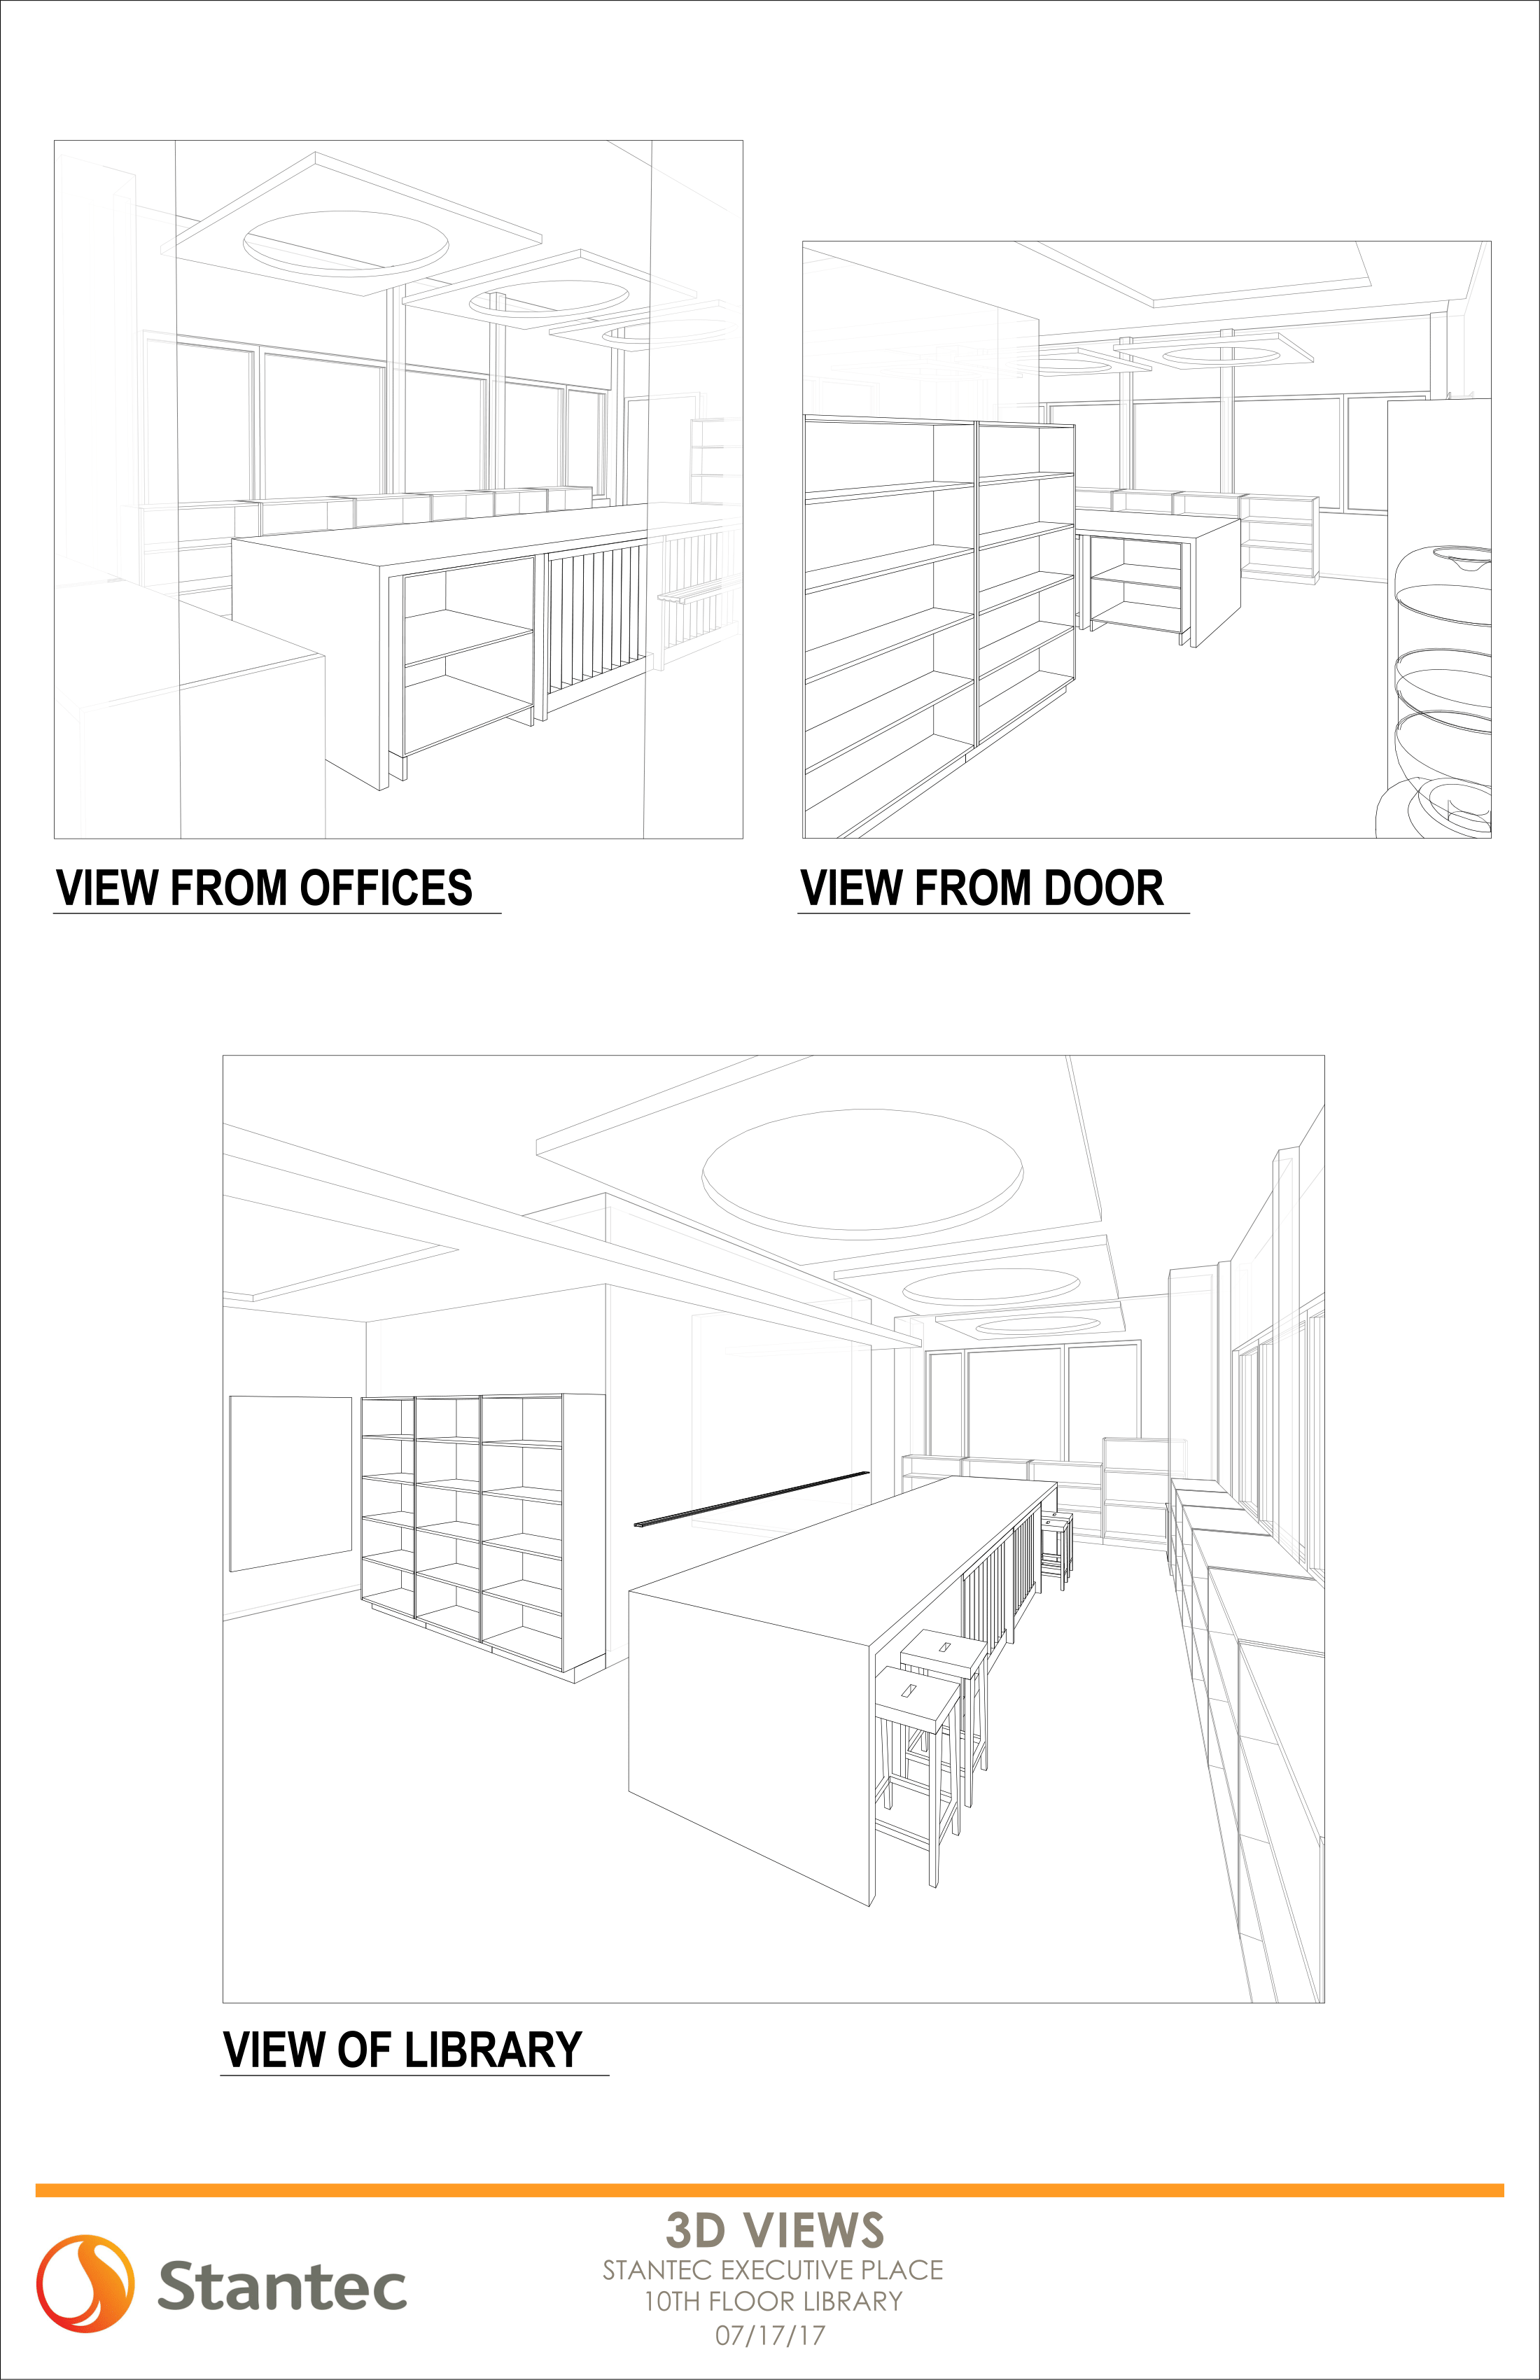 VIEW FROM OFFICES
VIEW FROM DOOR
VIEW OF LIBRARY
Stantec
3D VIEWS
STANTEC EXECUTIVE PLACE
10TH FLOOR LIBRARY
07/17/17